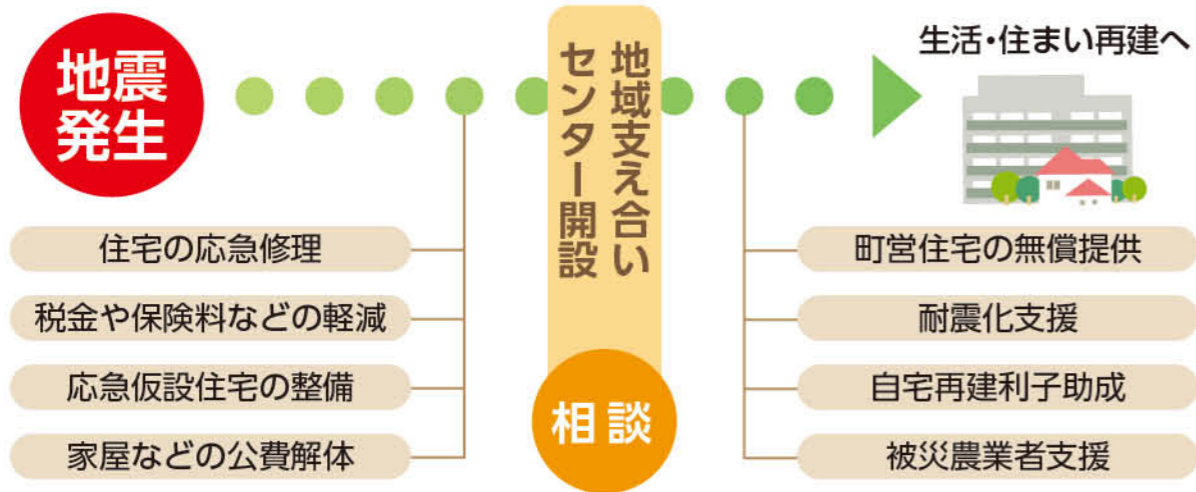 地震
発生
生活・住まい再建へ
地域支え合い
センター開設
相談
住宅の応急修理
税金や保険料などの軽減
応急仮設住宅の整備
家屋などの公費解体
町営住宅の無償提供
耐震化支援
自宅再建利子助成
被災農業者支援